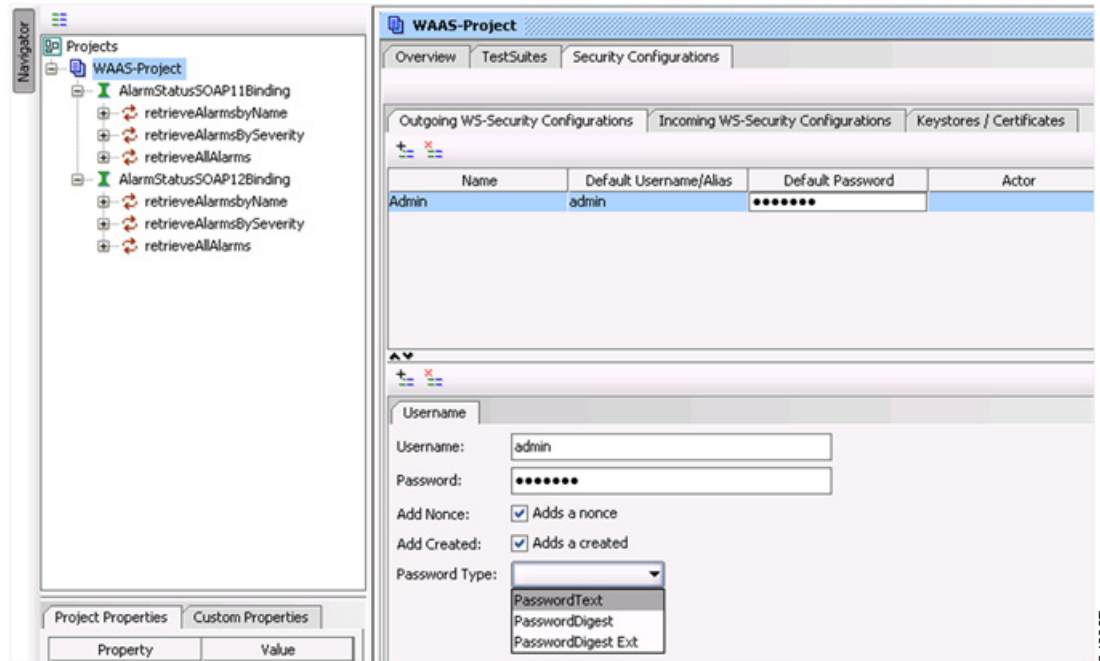 Navigator
Projects
WAAS-Project
AlarmStatusSOAP11Binding
retrieveAlarmsbyName
retrieveAlarmsBySeverity
retrieveAllAlarms
AlarmStatusSOAP12Binding
retrieveAlarmsbyName
retrieveAlarmsBySeverity
retrieveAllAlarms
Project Properties Custom Properties
Property Value
WAAS-Project
Overview TestSuites Security Configurations
Outgoing WS-Security Configurations Incoming WS-Security Configurations Keystores / Certificates
Name Default Username/Alias Default Password Actor
Admin admin •••••••
Username
Username: admin
Password: •••••••
Add Nonce: Adds a nonce
Add Created: Adds a created
Password Type:
PasswordText
PasswordDigest
PasswordDigest Ext